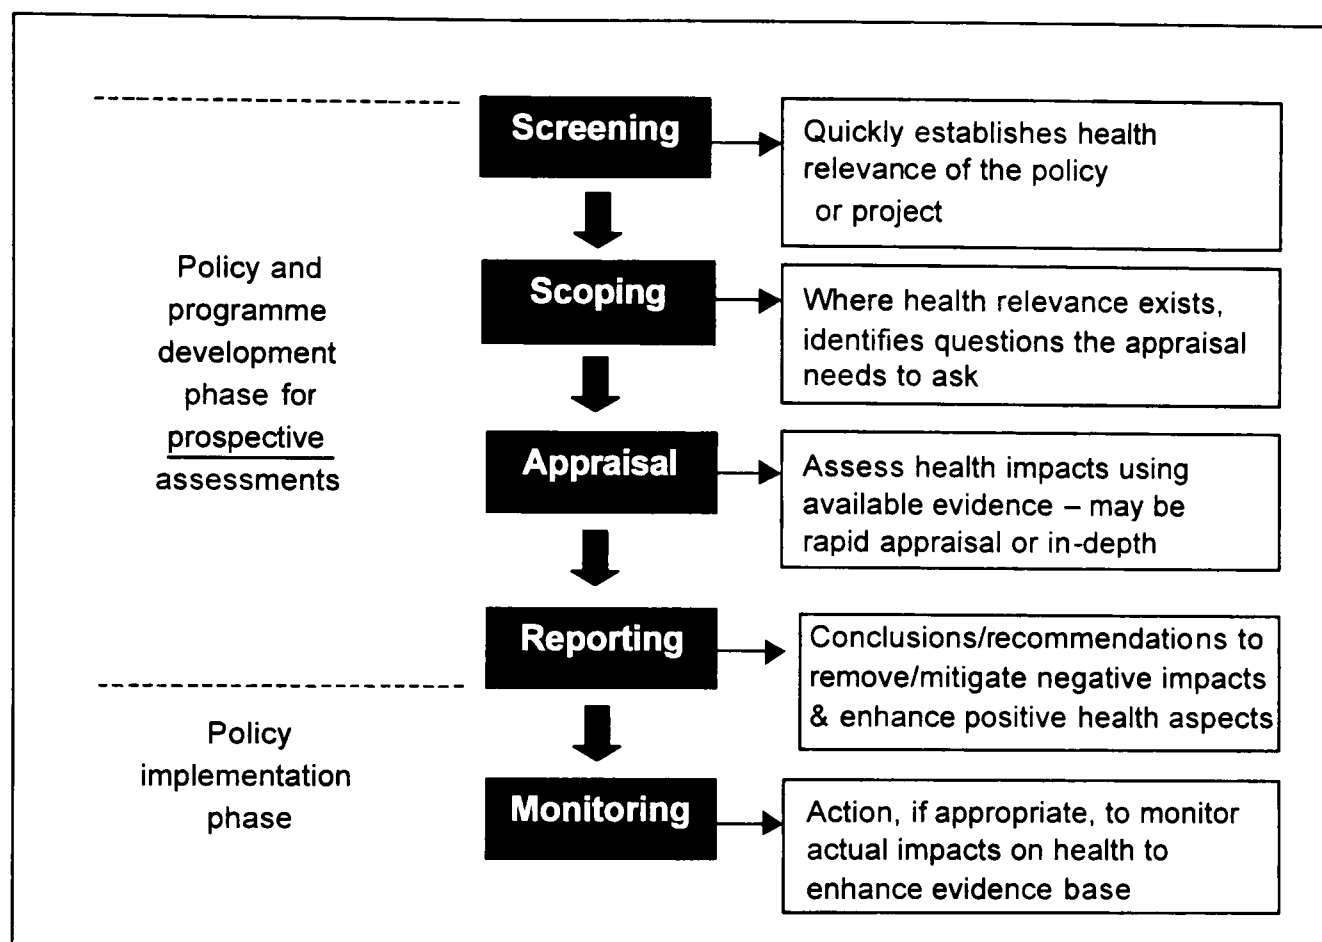 Screening
Quickly establishes health
relevance of the policy
or project
Policy and
programme
development
phase for
prospective
assessments
Scoping
Where health relevance exists,
identifies questions the appraisal
needs to ask
Appraisal
Assess health impacts using
available evidence – may be
rapid appraisal or in-depth
Reporting
Conclusions/recommendations to
remove/mitigate negative impacts
& enhance positive health aspects
Policy
implementation
phase
Monitoring
Action, if appropriate, to monitor
actual impacts on health to
enhance evidence base